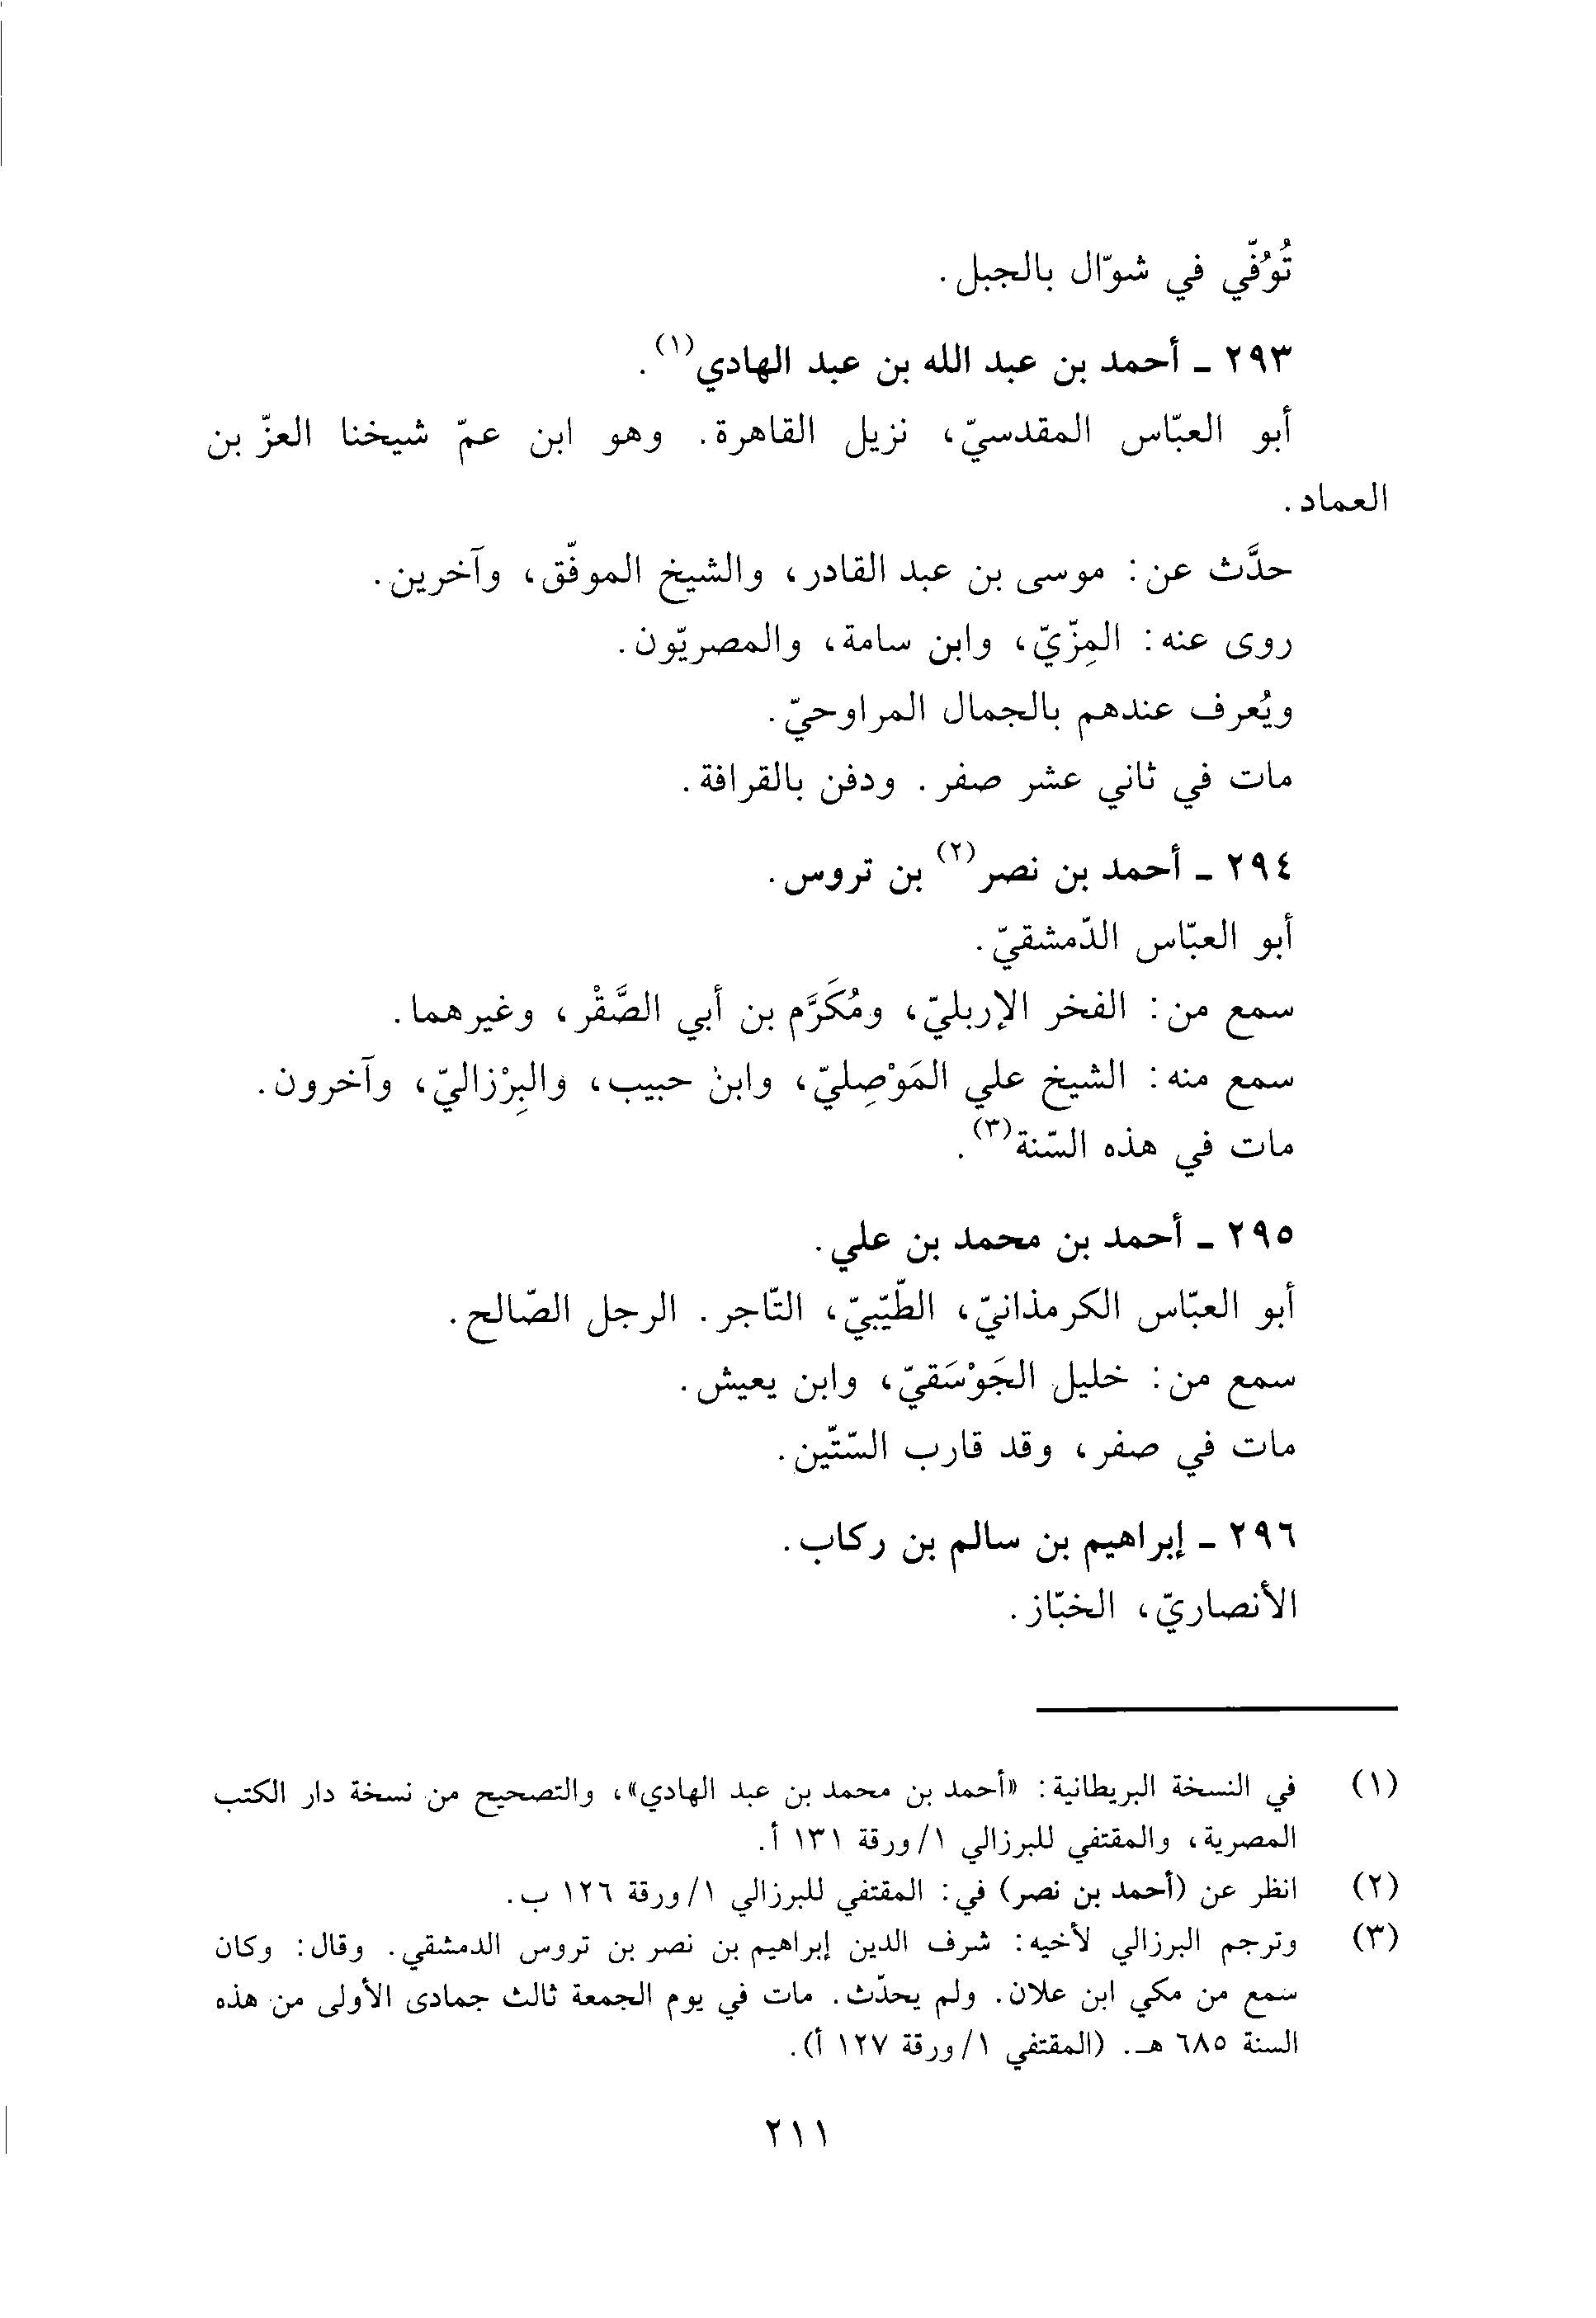 تُوُفّي في شوّال بالجبل.
٢٩٣ - أحمد بن عبد الله بن عبد الهادي(١).
أبو العبّاس المقدسيّ، نزيل القاهرة. وهو ابن عمّ شيخنا العزّ بن
العماد.
حدَّث عن: موسى بن عبد القادر، والشيخ الموفّق، وآخرين.
روى عنه: المِزّيّ، وابن سامة، والمصريّون.
ويُعرف عندهم بالجمال المراوحيّ.
مات في ثاني عشر صفر. ودفن بالقرافة.
٢٩٤ - أحمد بن نصر(٢) بن تروس.
أبو العبّاس الدّمشقيّ.
سمع من: الفخر الإربليّ، ومُكَرَّم بن أبي الصَّقْر، وغيرهما.
سمع منه: الشيخ علي المَوْصِليّ، وابنْ حبيب، والبِرْزاليّ، وآخرون.
مات في هذه السّنة(٣).
٢٩٥ - أحمد بن محمد بن علي.
أبو العبّاس الكرمذانيّ، الطّيّبيّ، التّاجر. الرجل الصّالح.
سمع من: خليل الجَوْسَقيّ، وابن يعيش.
مات في صفر، وقد قارب السّتّين.
٢٩٦ - إبراهيم بن سالم بن ركاب.
الأنصاريّ، الخبّاز.
(١) في النسخة البريطانية: «أحمد بن محمد بن عبد الهادي»، والتصحيح من نسخة دار الكتب
المصرية، والمقتفي للبرزالي ١/ورقة ١٣١ أ.
(٢) انظر عن (أحمد بن نصر) في: المقتفي للبرزالي ١/ورقة ١٢٦ ب.
(٣) وترجم البرزالي لأخيه: شرف الدين إبراهيم بن نصر بن تروس الدمشقي. وقال: وكان
سمع من مكي ابن علان. ولم يحدّث. مات في يوم الجمعة ثالث جمادى الأولى من هذه
السنة ٦٨٥ هـ. (المقتفي ١/ورقة ١٢٧ أ).
٢١١